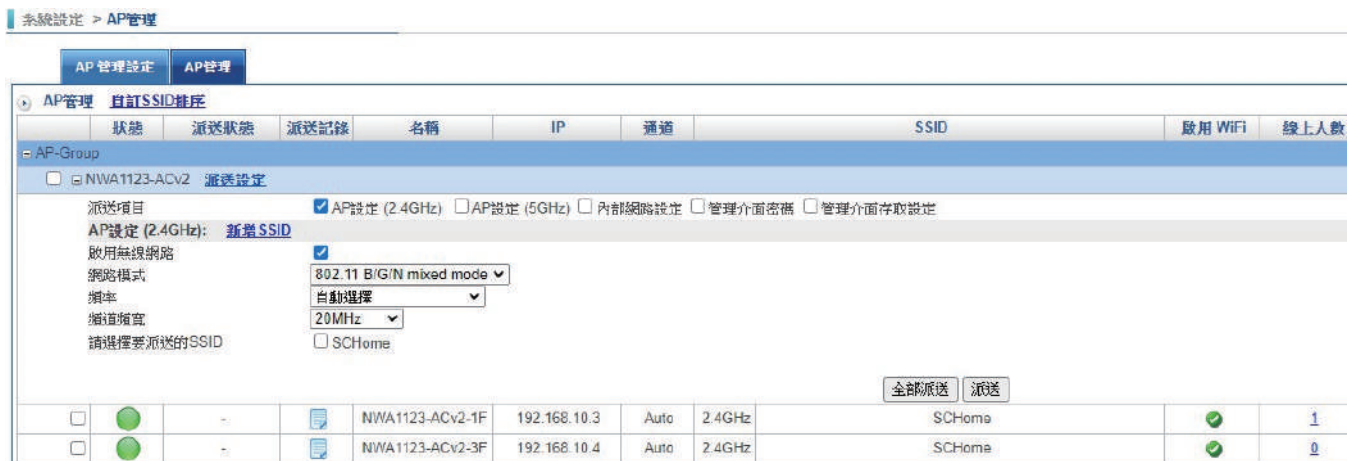 系統設定 > AP管理
AP 管理設定 AP管理
AP管理 自訂SSID排序
狀態 派送狀態 派送記錄 名稱 IP 通道 SSID 啟用 WiFi 線上人數
AP-Group
NWA1123-ACv2 派送設定
派送項目 AP設定 (2.4GHz) AP設定 (5GHz) 內部網路設定 管理介面密碼 管理介面存取設定
AP設定 (2.4GHz): 新增SSID
啟用無線網路
網路模式 802.11 B/G/N mixed mode
頻率 自動選擇
頻道頻寬 20MHz
請選擇要派送的SSID SCHome
全部派送 派送
- NWA1123-ACv2-1F 192.168.10.3 Auto 2.4GHz SCHome 1
- NWA1123-ACv2-3F 192.168.10.4 Auto 2.4GHz SCHome 0